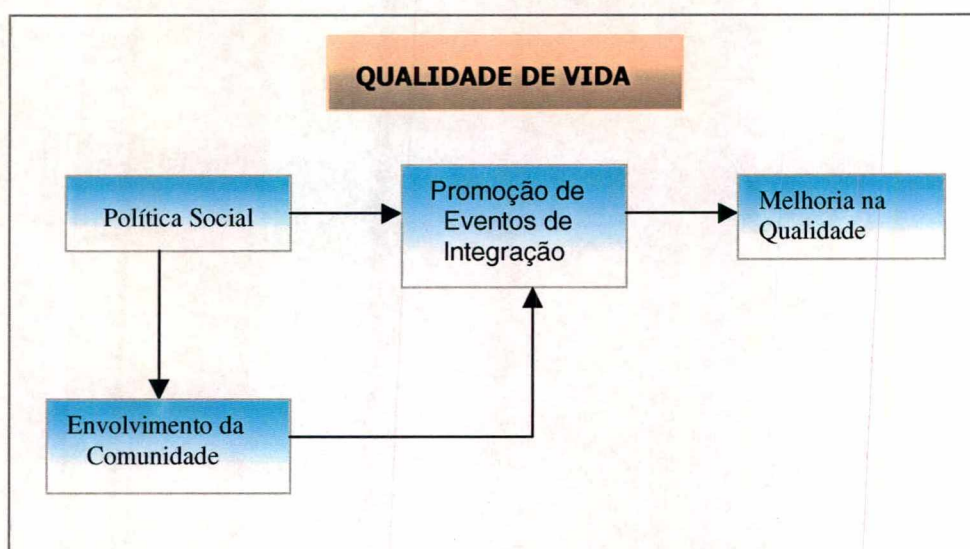 QUALIDADE DE VIDA
Política Social
Promoção de
Eventos de
Integração
Melhoria na
Qualidade
Envolvimento da
Comunidade